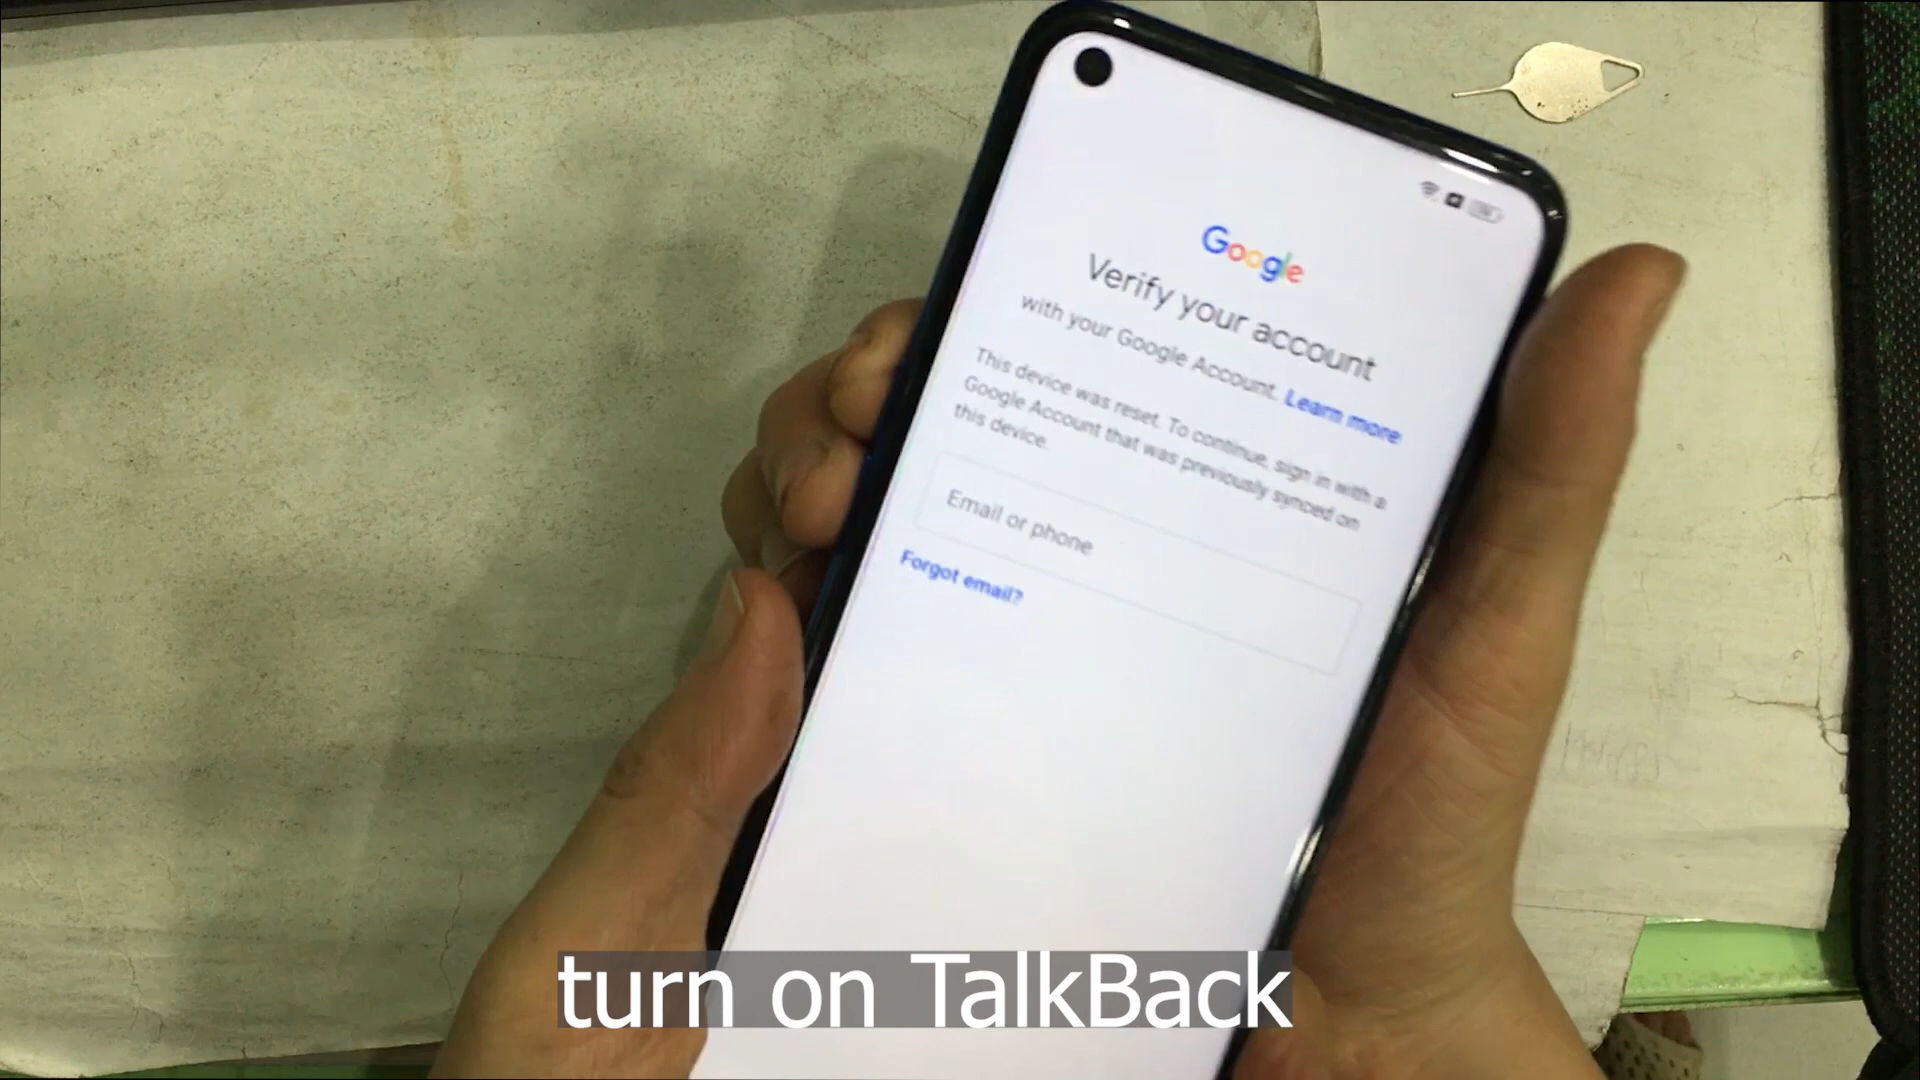 Google
Verify your account
with your Google Account. Learn more
This device was reset. To continue, sign in with a
Google Account that was previously synced on
this device.
Email or phone
Forgot email?
turn on TalkBack